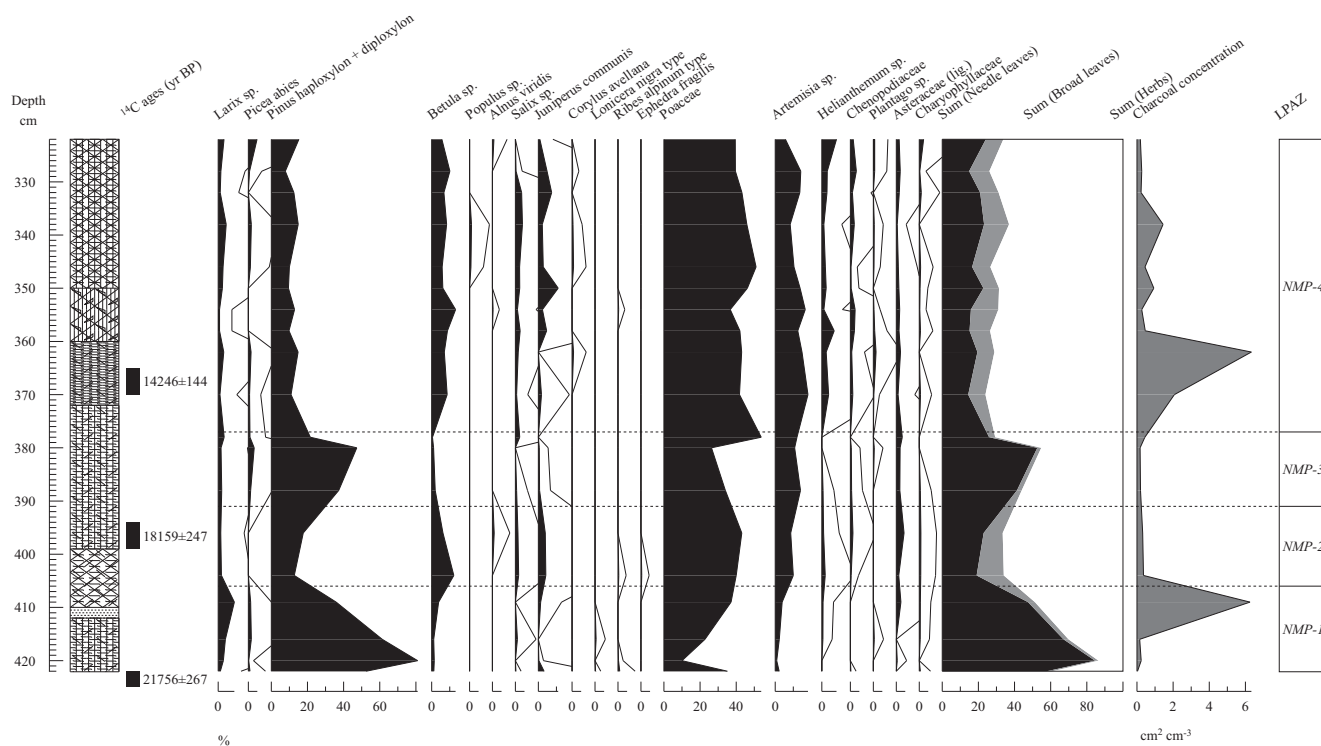 Depth
cm
14C ages (yr BP)
Larix sp.
Picea abies
Pinus haploxylon + diploxylon
Betula sp.
Populus sp.
Alnus viridis
Salix sp.
Juniperus communis
Corylus avellana
Lonicera nigra type
Ribes alpinum type
Ephedra fragilis
Poaceae
Artemisia sp.
Helianthemum sp.
Chenopodiaceae
Plantago sp.
Asteraceae (lig.)
Charyophyllaceae
Sum (Needle leaves)
Sum (Broad leaves)
Sum (Herbs)
Charcoal concentration
LPAZ
330
340
350
360
370
380
390
400
410
420
14246±144
18159±247
21756±267
NMP-4
NMP-3
NMP-2
NMP-1
0 0 0 20 40 60 80 0 0 0 0 0 0 0 0 0 0 20 40 0 0 0 0 0 0 0 20 40 60 80 100 0 2 4 6
%
cm² cm-³